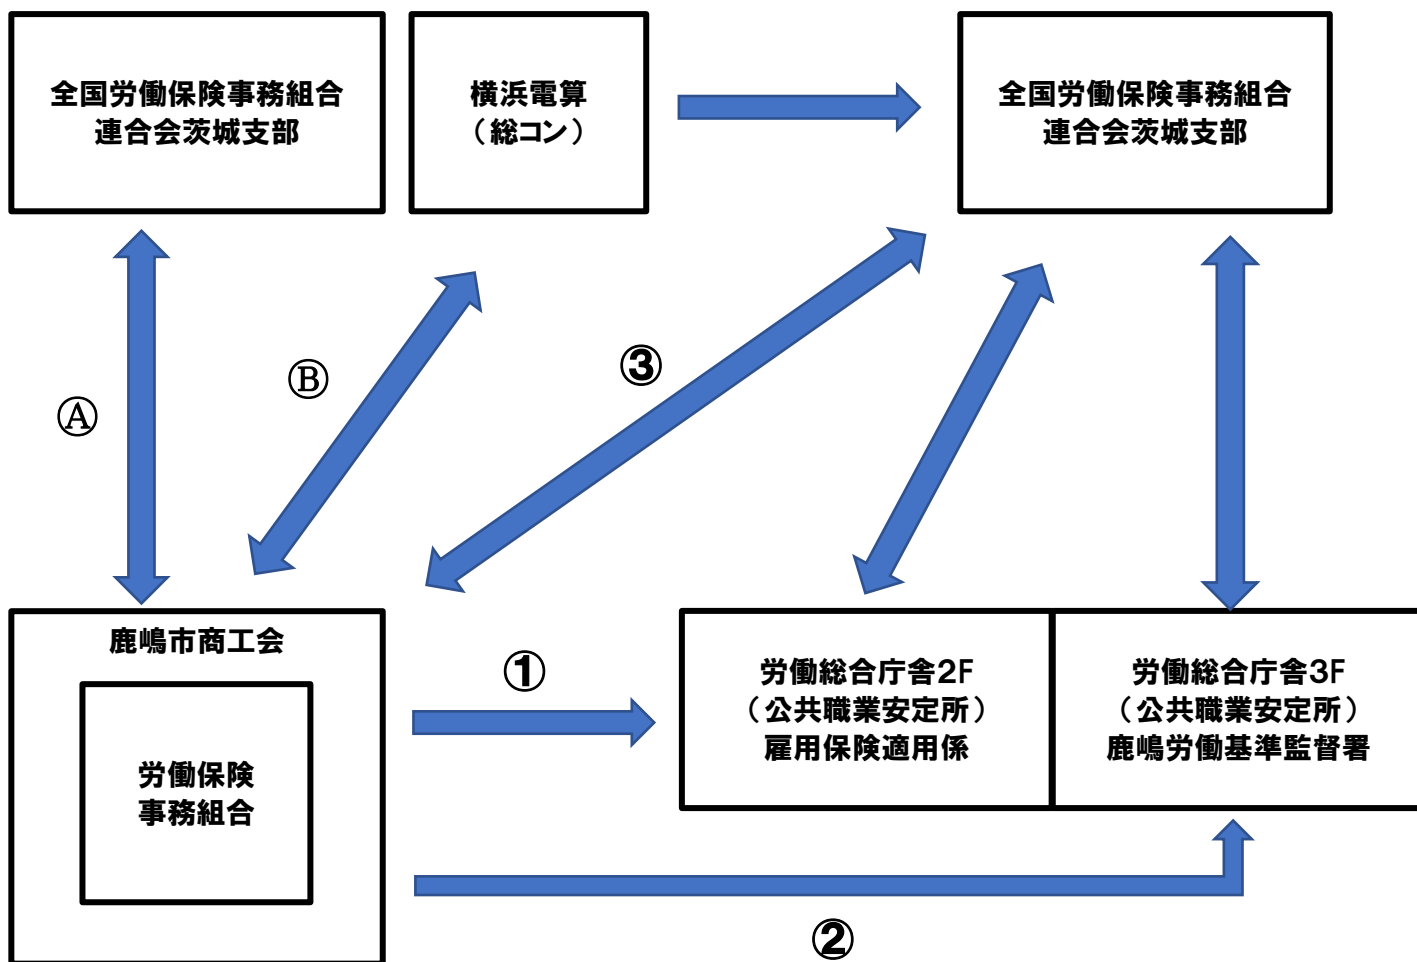 全国労働保険事務組合
連合会茨城支部
横浜電算
（総コン）
全国労働保険事務組合
連合会茨城支部
Ⓐ
Ⓑ
③
鹿嶋市商工会
労働保険
事務組合
①
労働総合庁舎2F
（公共職業安定所）
雇用保険適用係
労働総合庁舎3F
（公共職業安定所）
鹿嶋労働基準監督署
②